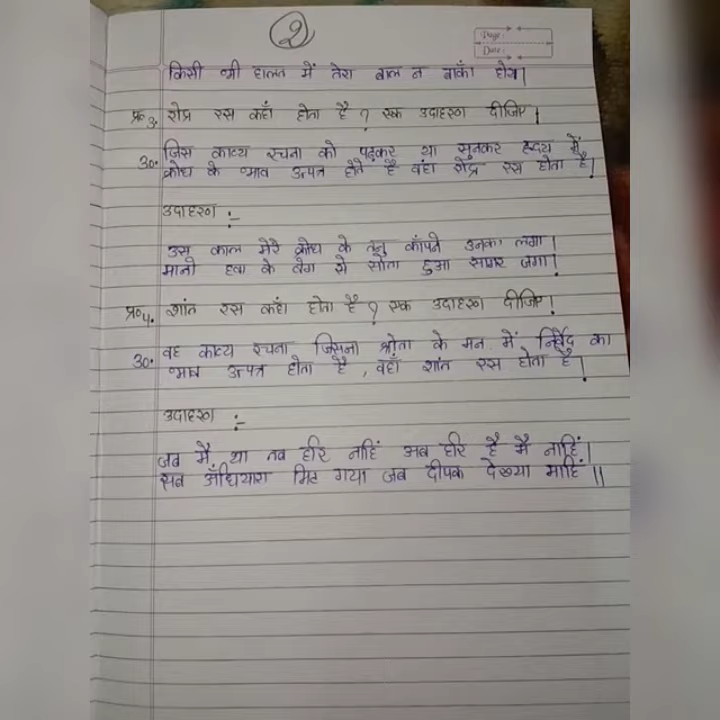 2
Page:
Date:
किसी भी हालत में तेरा बाल न बाकाँ होय।
प्र०3. रोद्र रस कहाँ होता है ? एक उदाहरण दीजिए।
उ०. जिस काव्य रचना को पढ़कर या सुनकर ह्रदय में
क्रोध के भाव उत्पन्न होते है वहां रोद्र रस होता है।
उदाहरण :-
उस काल मेरे क्रोध के तनु काँपने उनका लगा।
मानो हवा के वेग से सोता हुआ सागर जगा।
प्र०4. शांत रस कहाँ होता है ? एक उदाहरण दीजिए।
उ०. वह काव्य रचना जिसमा श्रोता के मन में निर्वेद का
भाव उत्पन्न होता है, वहाँ शांत रस होता है।
उदाहरण :-
जब मै था तब हरि नाहिं अब हरि है मै नाहिं।
सब अँधियारा मिट गया जब दीपक देख्या माहिं॥